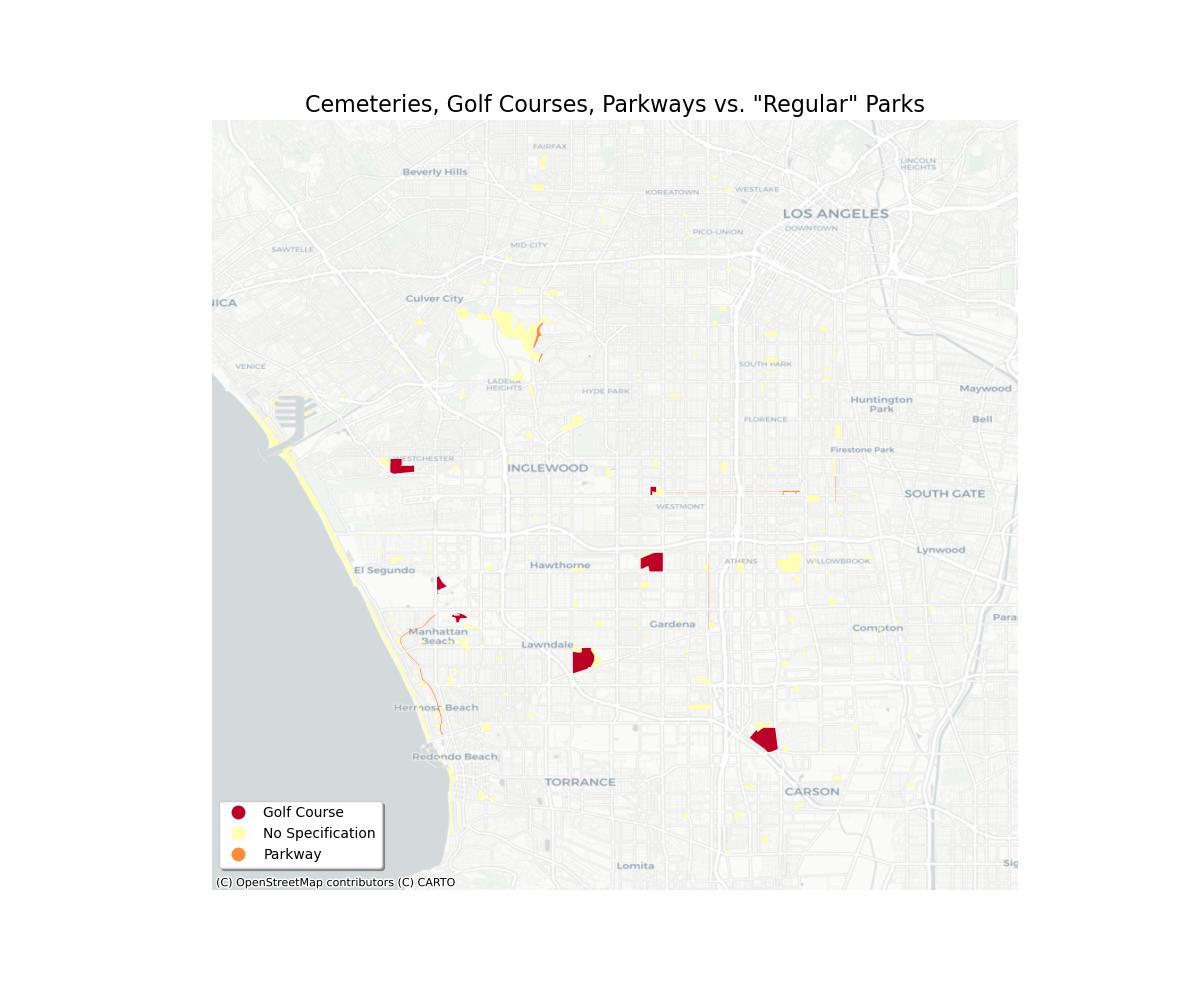 Cemeteries, Golf Courses, Parkways vs. "Regular" Parks
FAIRFAX
Beverly Hills
LINCOLN
HEIGHTS
KOREATOWN
WESTLAKE
LOS ANGELES
DOWNTOWN
PICO-UNION
MID-CITY
SAWTELLE
Culver City
NICA
VENICE
SOUTH PARK
LADERA
HEIGHTS
HYDE PARK
Maywood
Huntington
Park
Bell
FLORENCE
Firestone Park
WESTCHESTER
INGLEWOOD
SOUTH GATE
WESTMONT
Lynwood
El Segundo
Hawthorne
ATHENS
WILLOWBROOK
Para
Manhattan
Beach
Gardena
Compton
Lawndale
Hermosa Beach
Redondo Beach
TORRANCE
CARSON
Lomita
Sig
Golf Course
No Specification
Parkway
(C) OpenStreetMap contributors (C) CARTO